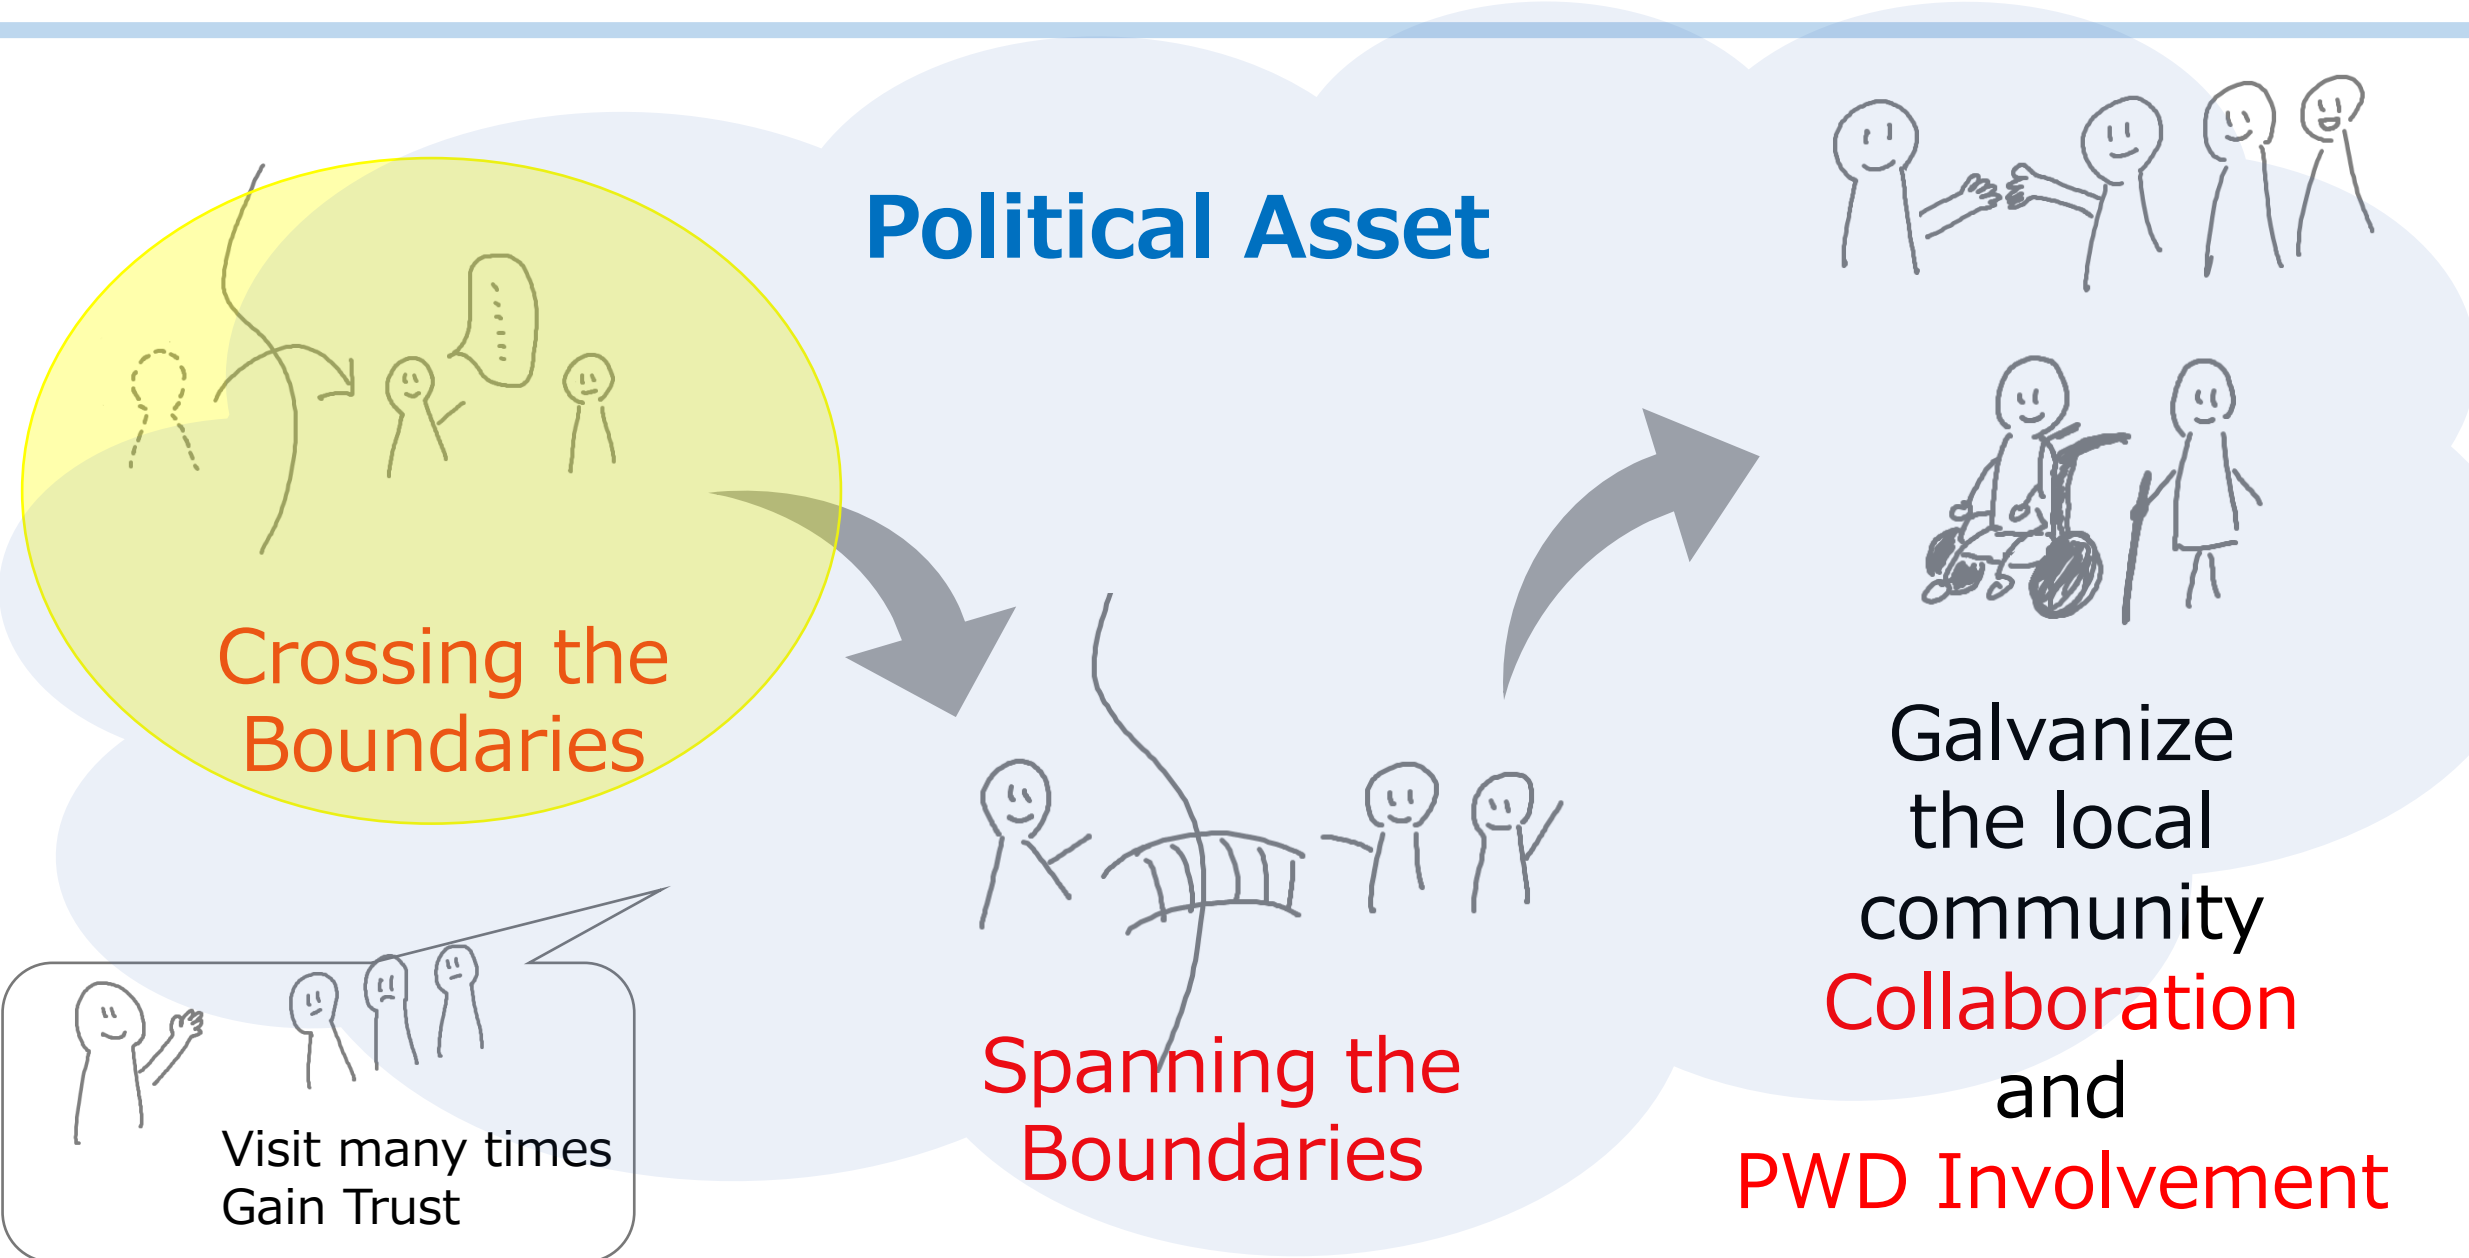 Political Asset
Crossing the
Boundaries
Visit many times
Gain Trust
Spanning the
Boundaries
Galvanize
the local
community
Collaboration
and
PWD Involvement